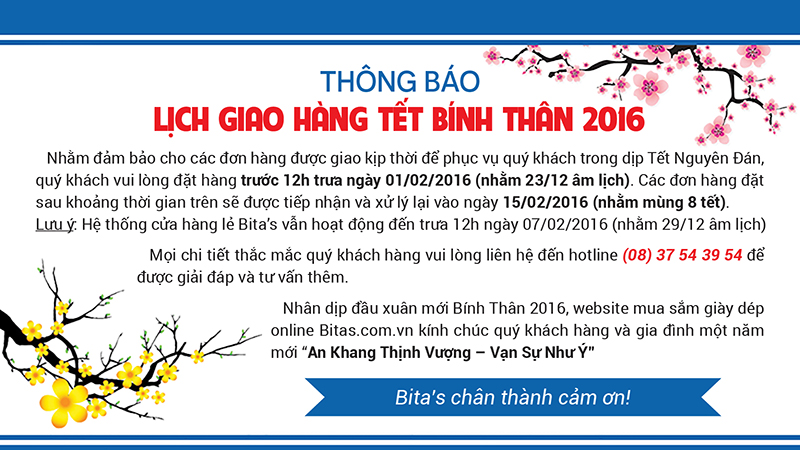 THÔNG BÁO
LỊCH GIAO HÀNG TẾT BÍNH THÂN 2016
Nhằm đảm bảo cho các đơn hàng được giao kịp thời để phục vụ quý khách trong dịp Tết Nguyên Đán,
quý khách vui lòng đặt hàng trước 12h trưa ngày 01/02/2016 (nhằm 23/12 âm lịch). Các đơn hàng đặt
sau khoảng thời gian trên sẽ được tiếp nhận và xử lý lại vào ngày 15/02/2016 (nhằm mùng 8 tết).
Lưu ý: Hệ thống cửa hàng lẻ Bita's vẫn hoạt động đến trưa 12h ngày 07/02/2016 (nhằm 29/12 âm lịch)
Mọi chi tiết thắc mắc quý khách hàng vui lòng liên hệ đến hotline (08) 37 54 39 54 để
được giải đáp và tư vấn thêm.
Nhân dịp đầu xuân mới Bính Thân 2016, website mua sắm giày dép
online Bitas.com.vn kính chúc quý khách hàng và gia đình một năm
mới “An Khang Thịnh Vượng – Vạn Sự Như Ý"
Bita's chân thành cảm ơn!